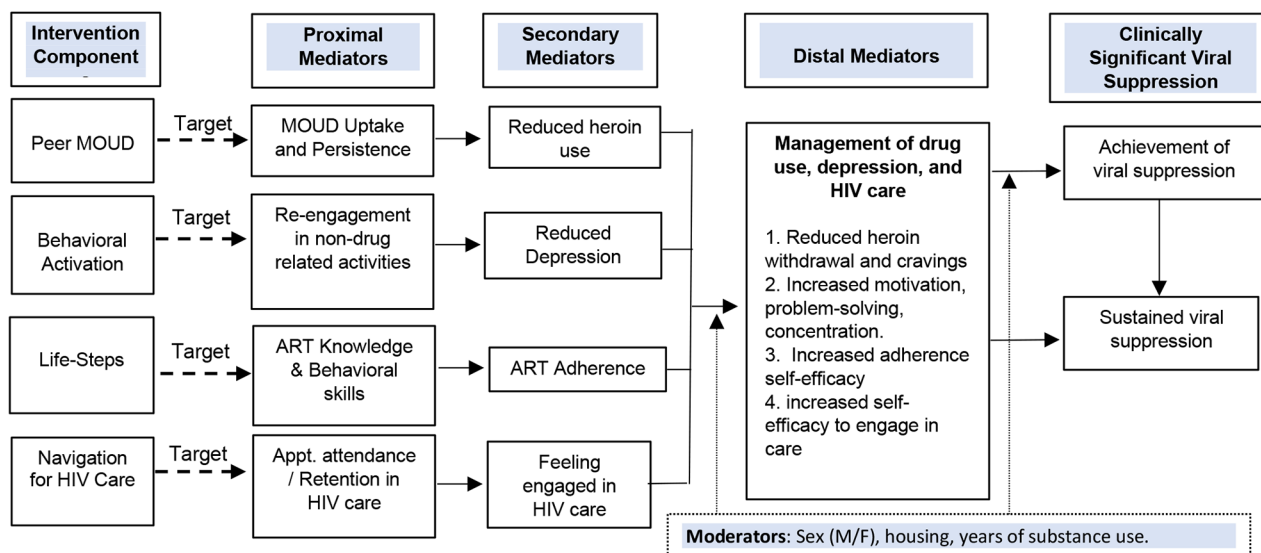 Intervention
Component
Proximal
Mediators
Secondary
Mediators
Distal Mediators
Clinically
Significant Viral
Suppression
Peer MOUD
Target
MOUD Uptake
and Persistence
Reduced heroin
use
Behavioral
Activation
Target
Re-engagement
in non-drug
related activities
Reduced
Depression
Life-Steps
Target
ART Knowledge
& Behavioral
skills
ART Adherence
Navigation
for HIV Care
Target
Appt. attendance
/ Retention in
HIV care
Feeling
engaged in
HIV care
Management of drug
use, depression, and
HIV care
1. Reduced heroin
withdrawal and cravings
2. Increased motivation,
problem-solving,
concentration.
3. Increased adherence
self-efficacy
4. increased self-
efficacy to engage in
care
Achievement of
viral suppression
Sustained viral
suppression
Moderators: Sex (M/F), housing, years of substance use.